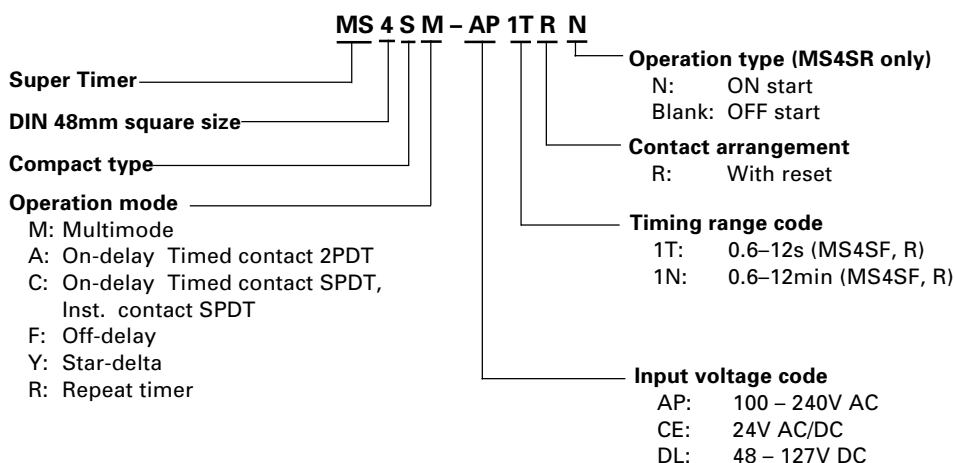 MS 4 S M – AP 1T R N
Super Timer
DIN 48mm square size
Compact type
Operation mode
M: Multimode
A: On-delay Timed contact 2PDT
C: On-delay Timed contact SPDT,
Inst. contact SPDT
F: Off-delay
Y: Star-delta
R: Repeat timer
Operation type (MS4SR only)
N: ON start
Blank: OFF start
Contact arrangement
R: With reset
Timing range code
1T: 0.6–12s (MS4SF, R)
1N: 0.6–12min (MS4SF, R)
Input voltage code
AP: 100 – 240V AC
CE: 24V AC/DC
DL: 48 – 127V DC